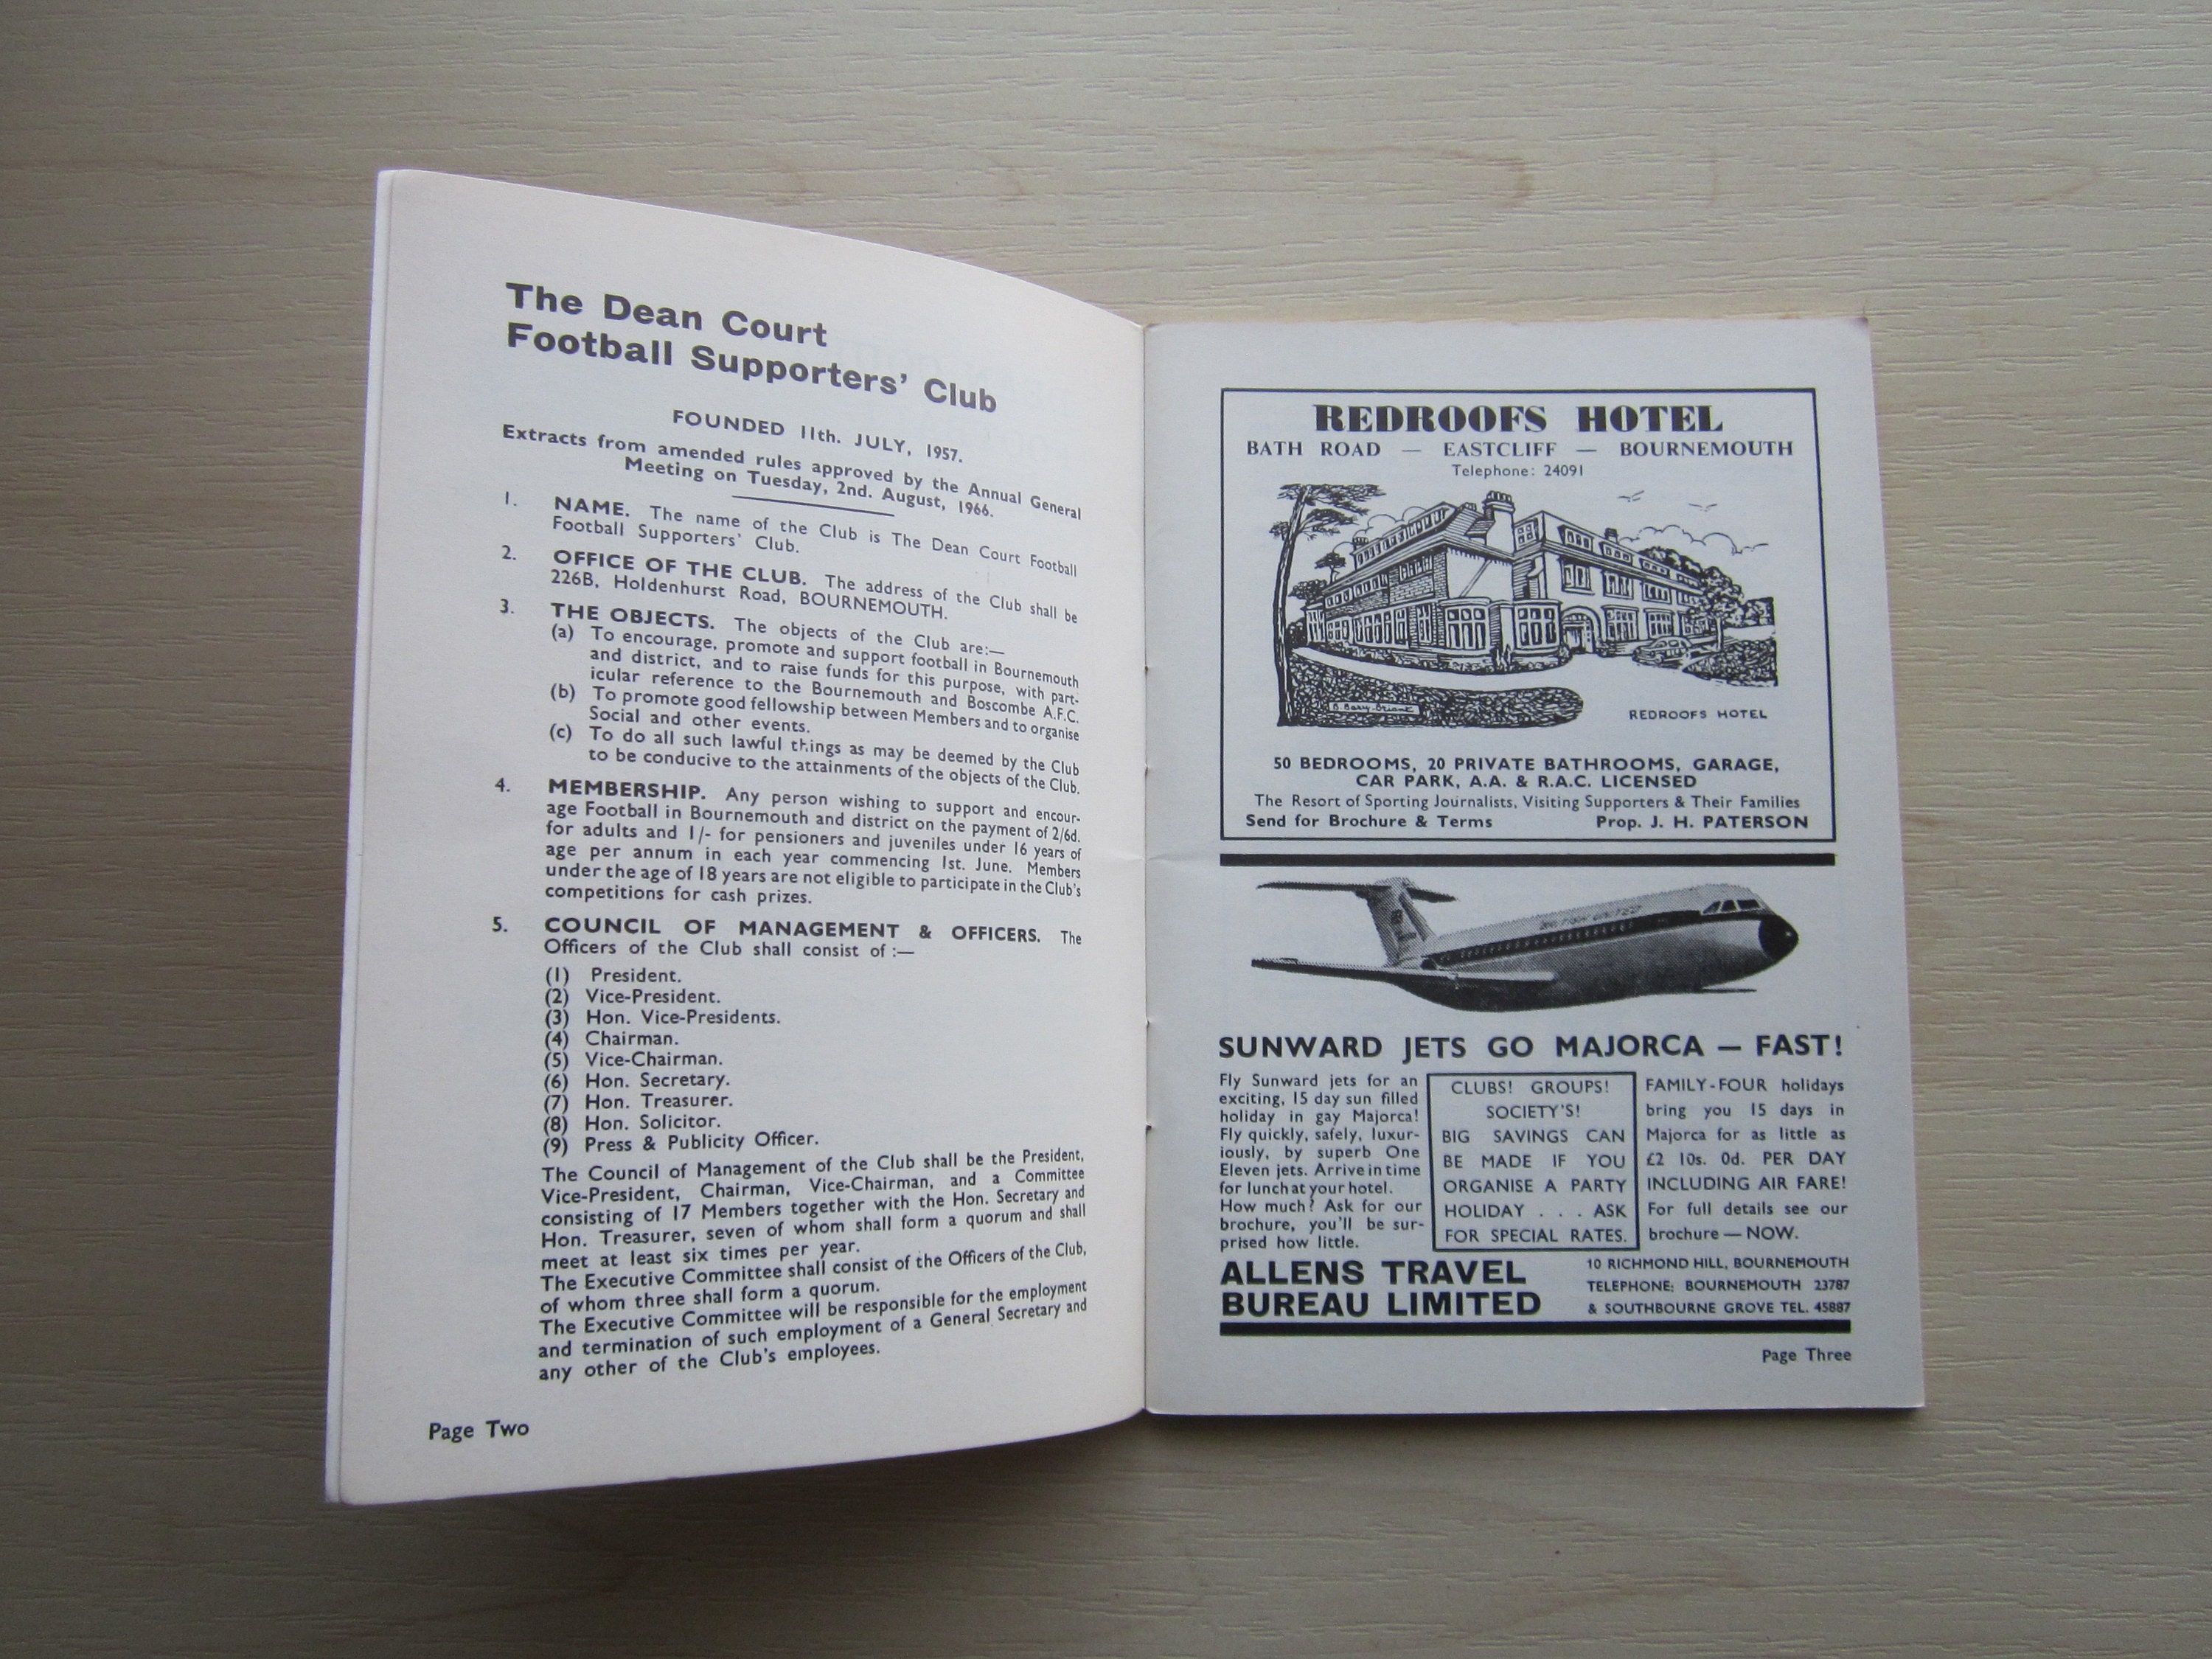 The Dean Court
Football Supporters' Club
FOUNDED 11th. JULY, 1957.
Extracts from amended rules approved by the Annual General
Meeting on Tuesday, 2nd. August, 1966.
1. NAME. The name of the Club is The Dean Court Football
Football Supporters' Club.
2. OFFICE OF THE CLUB. The address of the Club shall be
226B, Holdenhurst Road, BOURNEMOUTH.
3. THE OBJECTS. The objects of the Club are:—
(a) To encourage, promote and support football in Bournemouth
and district, and to raise funds for this purpose, with part-
icular reference to the Bournemouth and Boscombe A.F.C.
(b) To promote good fellowship between Members and to organise
Social and other events.
(c) To do all such lawful things as may be deemed by the Club
to be conducive to the attainments of the objects of the Club.
4. MEMBERSHIP. Any person wishing to support and encour-
age Football in Bournemouth and district on the payment of 2/6d.
for adults and 1/- for pensioners and juveniles under 16 years of
age per annum in each year commencing 1st. June. Members
under the age of 18 years are not eligible to participate in the Club's
competitions for cash prizes.
5. COUNCIL OF MANAGEMENT & OFFICERS. The
Officers of the Club shall consist of :—
(1) President.
(2) Vice-President.
(3) Hon. Vice-Presidents.
(4) Chairman.
(5) Vice-Chairman.
(6) Hon. Secretary.
(7) Hon. Treasurer.
(8) Hon. Solicitor.
(9) Press & Publicity Officer.
The Council of Management of the Club shall be the President,
Vice-President, Chairman, Vice-Chairman, and a Committee
consisting of 17 Members together with the Hon. Secretary and
Hon. Treasurer, seven of whom shall form a quorum and shall
meet at least six times per year.
The Executive Committee shall consist of the Officers of the Club,
of whom three shall form a quorum.
The Executive Committee will be responsible for the employment
and termination of such employment of a General Secretary and
any other of the Club's employees.
Page Two
REDROOFS HOTEL
BATH ROAD — EASTCLIFF — BOURNEMOUTH
Telephone: 24091
REDROOFS HOTEL
50 BEDROOMS, 20 PRIVATE BATHROOMS, GARAGE,
CAR PARK, A.A. & R.A.C. LICENSED
The Resort of Sporting Journalists, Visiting Supporters & Their Families
Send for Brochure & Terms Prop. J. H. PATERSON
BRITISH UNITED
SUNWARD JETS GO MAJORCA — FAST!
Fly Sunward jets for an
exciting, 15 day sun filled
holiday in gay Majorca!
Fly quickly, safely, luxur-
iously, by superb One
Eleven jets. Arrive in time
for lunch at your hotel.
How much? Ask for our
brochure, you'll be sur-
prised how little.
CLUBS! GROUPS!
SOCIETY'S!
BIG SAVINGS CAN
BE MADE IF YOU
ORGANISE A PARTY
HOLIDAY . . . ASK
FOR SPECIAL RATES.
FAMILY-FOUR holidays
bring you 15 days in
Majorca for as little as
£2 10s. 0d. PER DAY
INCLUDING AIR FARE!
For full details see our
brochure — NOW.
ALLENS TRAVEL
BUREAU LIMITED
10 RICHMOND HILL, BOURNEMOUTH
TELEPHONE: BOURNEMOUTH 23787
& SOUTHBOURNE GROVE TEL. 45887
Page Three